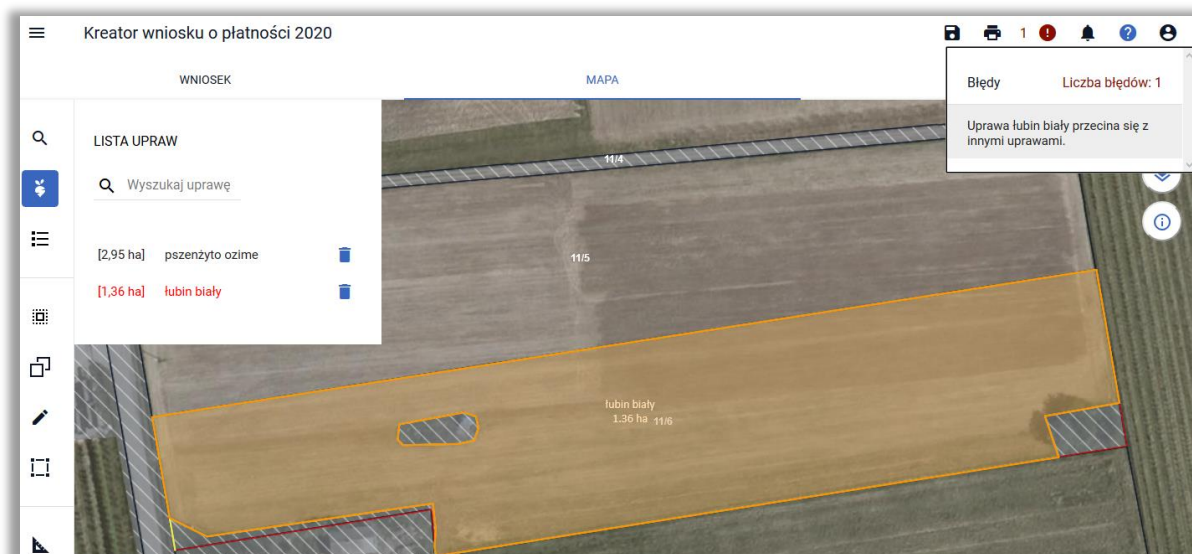 Kreator wniosku o płatności 2020
1
WNIOSEK
MAPA
Błędy
Liczba błędów: 1
Uprawa łubin biały przecina się z
innymi uprawami.
LISTA UPRAW
Wyszukaj uprawę
[2,95 ha] pszenżyto ozime
[1,36 ha] łubin biały
11/4
11/5
łubin biały
1.36 ha 11/6